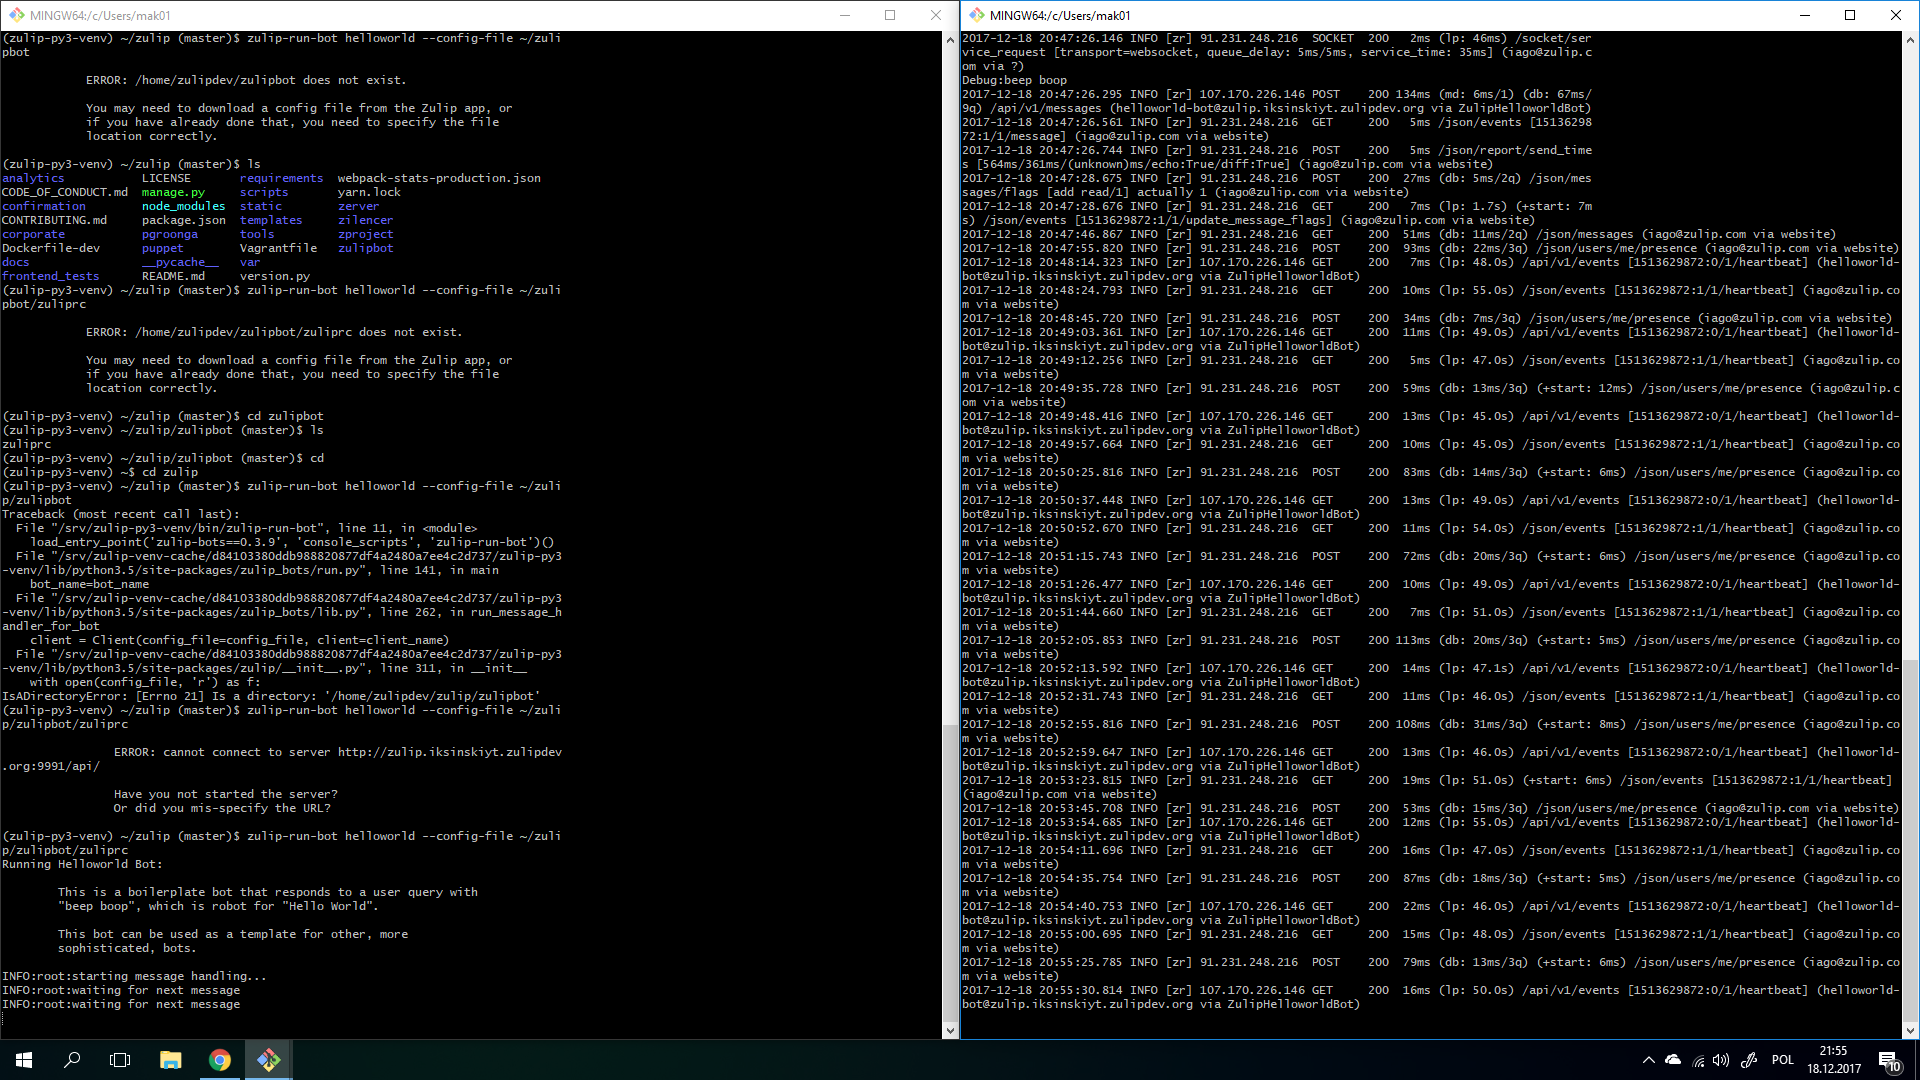 MINGW64:/c/Users/mak01
(zulip-py3-venv) ~/zulip (master)$ zulip-run-bot helloworld --config-file ~/zuli
pbot
ERROR: /home/zulipdev/zulipbot does not exist.
You may need to download a config file from the Zulip app, or
if you have already done that, you need to specify the file
location correctly.
(zulip-py3-venv) ~/zulip (master)$ ls
analytics LICENSE requirements webpack-stats-production.json
CODE_OF_CONDUCT.md manage.py scripts yarn.lock
confirmation node_modules static zerver
CONTRIBUTING.md package.json templates zilencer
corporate pgroonga tools zproject
Dockerfile-dev puppet Vagrantfile zulipbot
docs __pycache__ var
frontend_tests README.md version.py
(zulip-py3-venv) ~/zulip (master)$ zulip-run-bot helloworld --config-file ~/zuli
pbot/zuliprc
ERROR: /home/zulipdev/zulipbot/zuliprc does not exist.
You may need to download a config file from the Zulip app, or
if you have already done that, you need to specify the file
location correctly.
(zulip-py3-venv) ~/zulip (master)$ cd zulipbot
(zulip-py3-venv) ~/zulip/zulipbot (master)$ ls
zuliprc
(zulip-py3-venv) ~/zulip/zulipbot (master)$ cd
(zulip-py3-venv) ~$ cd zulip
(zulip-py3-venv) ~/zulip (master)$ zulip-run-bot helloworld --config-file ~/zuli
p/zulipbot
Traceback (most recent call last):
File "/srv/zulip-py3-venv/bin/zulip-run-bot", line 11, in <module>
load_entry_point('zulip-bots==0.3.9', 'console_scripts', 'zulip-run-bot')()
File "/srv/zulip-venv-cache/d84103380ddb988820877df4a2480a7ee4c2d737/zulip-py3
-venv/lib/python3.5/site-packages/zulip_bots/run.py", line 141, in main
bot_name=bot_name
File "/srv/zulip-venv-cache/d84103380ddb988820877df4a2480a7ee4c2d737/zulip-py3
-venv/lib/python3.5/site-packages/zulip_bots/lib.py", line 262, in run_message_h
andler_for_bot
client = Client(config_file=config_file, client=client_name)
File "/srv/zulip-venv-cache/d84103380ddb988820877df4a2480a7ee4c2d737/zulip-py3
-venv/lib/python3.5/site-packages/zulip/__init__.py", line 311, in __init__
with open(config_file, 'r') as f:
IsADirectoryError: [Errno 21] Is a directory: '/home/zulipdev/zulip/zulipbot'
(zulip-py3-venv) ~/zulip (master)$ zulip-run-bot helloworld --config-file ~/zuli
p/zulipbot/zuliprc
ERROR: cannot connect to server http://zulip.iksinskiyt.zulipdev
.org:9991/api/
Have you not started the server?
Or did you mis-specify the URL?
(zulip-py3-venv) ~/zulip (master)$ zulip-run-bot helloworld --config-file ~/zuli
p/zulipbot/zuliprc
Running Helloworld Bot:
This is a boilerplate bot that responds to a user query with
"beep boop", which is robot for "Hello World".
This bot can be used as a template for other, more
sophisticated, bots.
INFO:root:starting message handling...
INFO:root:waiting for next message
INFO:root:waiting for next message
MINGW64:/c/Users/mak01
2017-12-18 20:47:26.146 INFO [zr] 91.231.248.216 SOCKET 200 2ms (lp: 46ms) /socket/ser
vice_request [transport=websocket, queue_delay: 5ms/5ms, service_time: 35ms] (iago@zulip.c
om via ?)
Debug:beep boop
2017-12-18 20:47:26.295 INFO [zr] 107.170.226.146 POST 200 134ms (md: 6ms/1) (db: 67ms/
9q) /api/v1/messages (helloworld-bot@zulip.iksinskiyt.zulipdev.org via ZulipHelloworldBot)
2017-12-18 20:47:26.561 INFO [zr] 91.231.248.216 GET 200 5ms /json/events [15136298
72:1/1/message] (iago@zulip.com via website)
2017-12-18 20:47:26.744 INFO [zr] 91.231.248.216 POST 200 5ms /json/report/send_time
s [564ms/361ms/(unknown)ms/echo:True/diff:True] (iago@zulip.com via website)
2017-12-18 20:47:28.675 INFO [zr] 91.231.248.216 POST 200 27ms (db: 5ms/2q) /json/mes
sages/flags [add read/1] actually 1 (iago@zulip.com via website)
2017-12-18 20:47:28.676 INFO [zr] 91.231.248.216 GET 200 7ms (lp: 1.7s) (+start: 7m
s) /json/events [1513629872:1/1/update_message_flags] (iago@zulip.com via website)
2017-12-18 20:47:46.867 INFO [zr] 91.231.248.216 GET 200 51ms (db: 11ms/2q) /json/messages (iago@zulip.com via website)
2017-12-18 20:47:55.820 INFO [zr] 91.231.248.216 POST 200 93ms (db: 22ms/3q) /json/users/me/presence (iago@zulip.com via website)
2017-12-18 20:48:14.323 INFO [zr] 107.170.226.146 GET 200 7ms (lp: 48.0s) /api/v1/events [1513629872:0/1/heartbeat] (helloworld-
bot@zulip.iksinskiyt.zulipdev.org via ZulipHelloworldBot)
2017-12-18 20:48:24.793 INFO [zr] 91.231.248.216 GET 200 10ms (lp: 55.0s) /json/events [1513629872:1/1/heartbeat] (iago@zulip.co
m via website)
2017-12-18 20:48:45.720 INFO [zr] 91.231.248.216 POST 200 34ms (db: 7ms/3q) /json/users/me/presence (iago@zulip.com via website)
2017-12-18 20:49:03.361 INFO [zr] 107.170.226.146 GET 200 11ms (lp: 49.0s) /api/v1/events [1513629872:0/1/heartbeat] (helloworld-
bot@zulip.iksinskiyt.zulipdev.org via ZulipHelloworldBot)
2017-12-18 20:49:12.256 INFO [zr] 91.231.248.216 GET 200 5ms (lp: 47.0s) /json/events [1513629872:1/1/heartbeat] (iago@zulip.co
m via website)
2017-12-18 20:49:35.728 INFO [zr] 91.231.248.216 POST 200 59ms (db: 13ms/3q) (+start: 12ms) /json/users/me/presence (iago@zulip.c
om via website)
2017-12-18 20:49:48.416 INFO [zr] 107.170.226.146 GET 200 13ms (lp: 45.0s) /api/v1/events [1513629872:0/1/heartbeat] (helloworld-
bot@zulip.iksinskiyt.zulipdev.org via ZulipHelloworldBot)
2017-12-18 20:49:57.664 INFO [zr] 91.231.248.216 GET 200 10ms (lp: 45.0s) /json/events [1513629872:1/1/heartbeat] (iago@zulip.co
m via website)
2017-12-18 20:50:25.816 INFO [zr] 91.231.248.216 POST 200 83ms (db: 14ms/3q) (+start: 6ms) /json/users/me/presence (iago@zulip.co
m via website)
2017-12-18 20:50:37.448 INFO [zr] 107.170.226.146 GET 200 13ms (lp: 49.0s) /api/v1/events [1513629872:0/1/heartbeat] (helloworld-
bot@zulip.iksinskiyt.zulipdev.org via ZulipHelloworldBot)
2017-12-18 20:50:52.670 INFO [zr] 91.231.248.216 GET 200 11ms (lp: 54.0s) /json/events [1513629872:1/1/heartbeat] (iago@zulip.co
m via website)
2017-12-18 20:51:15.743 INFO [zr] 91.231.248.216 POST 200 72ms (db: 20ms/3q) (+start: 6ms) /json/users/me/presence (iago@zulip.co
m via website)
2017-12-18 20:51:26.477 INFO [zr] 107.170.226.146 GET 200 10ms (lp: 49.0s) /api/v1/events [1513629872:0/1/heartbeat] (helloworld-
bot@zulip.iksinskiyt.zulipdev.org via ZulipHelloworldBot)
2017-12-18 20:51:44.660 INFO [zr] 91.231.248.216 GET 200 7ms (lp: 51.0s) /json/events [1513629872:1/1/heartbeat] (iago@zulip.co
m via website)
2017-12-18 20:52:05.853 INFO [zr] 91.231.248.216 POST 200 113ms (db: 20ms/3q) (+start: 5ms) /json/users/me/presence (iago@zulip.co
m via website)
2017-12-18 20:52:13.592 INFO [zr] 107.170.226.146 GET 200 14ms (lp: 47.1s) /api/v1/events [1513629872:0/1/heartbeat] (helloworld-
bot@zulip.iksinskiyt.zulipdev.org via ZulipHelloworldBot)
2017-12-18 20:52:31.743 INFO [zr] 91.231.248.216 GET 200 11ms (lp: 46.0s) /json/events [1513629872:1/1/heartbeat] (iago@zulip.co
m via website)
2017-12-18 20:52:55.816 INFO [zr] 91.231.248.216 POST 200 108ms (db: 31ms/3q) (+start: 8ms) /json/users/me/presence (iago@zulip.co
m via website)
2017-12-18 20:52:59.647 INFO [zr] 107.170.226.146 GET 200 13ms (lp: 46.0s) /api/v1/events [1513629872:0/1/heartbeat] (helloworld-
bot@zulip.iksinskiyt.zulipdev.org via ZulipHelloworldBot)
2017-12-18 20:53:23.815 INFO [zr] 91.231.248.216 GET 200 19ms (lp: 51.0s) (+start: 6ms) /json/events [1513629872:1/1/heartbeat]
(iago@zulip.com via website)
2017-12-18 20:53:45.708 INFO [zr] 91.231.248.216 POST 200 53ms (db: 15ms/3q) /json/users/me/presence (iago@zulip.com via website)
2017-12-18 20:53:54.685 INFO [zr] 107.170.226.146 GET 200 12ms (lp: 55.0s) /api/v1/events [1513629872:0/1/heartbeat] (helloworld-
bot@zulip.iksinskiyt.zulipdev.org via ZulipHelloworldBot)
2017-12-18 20:54:11.696 INFO [zr] 91.231.248.216 GET 200 16ms (lp: 47.0s) /json/events [1513629872:1/1/heartbeat] (iago@zulip.co
m via website)
2017-12-18 20:54:35.754 INFO [zr] 91.231.248.216 POST 200 87ms (db: 18ms/3q) (+start: 5ms) /json/users/me/presence (iago@zulip.co
m via website)
2017-12-18 20:54:40.753 INFO [zr] 107.170.226.146 GET 200 22ms (lp: 46.0s) /api/v1/events [1513629872:0/1/heartbeat] (helloworld-
bot@zulip.iksinskiyt.zulipdev.org via ZulipHelloworldBot)
2017-12-18 20:55:00.695 INFO [zr] 91.231.248.216 GET 200 15ms (lp: 48.0s) /json/events [1513629872:1/1/heartbeat] (iago@zulip.co
m via website)
2017-12-18 20:55:25.785 INFO [zr] 91.231.248.216 POST 200 79ms (db: 13ms/3q) (+start: 6ms) /json/users/me/presence (iago@zulip.co
m via website)
2017-12-18 20:55:30.814 INFO [zr] 107.170.226.146 GET 200 16ms (lp: 50.0s) /api/v1/events [1513629872:0/1/heartbeat] (helloworld-
bot@zulip.iksinskiyt.zulipdev.org via ZulipHelloworldBot)
POL
21:55
18.12.2017
10